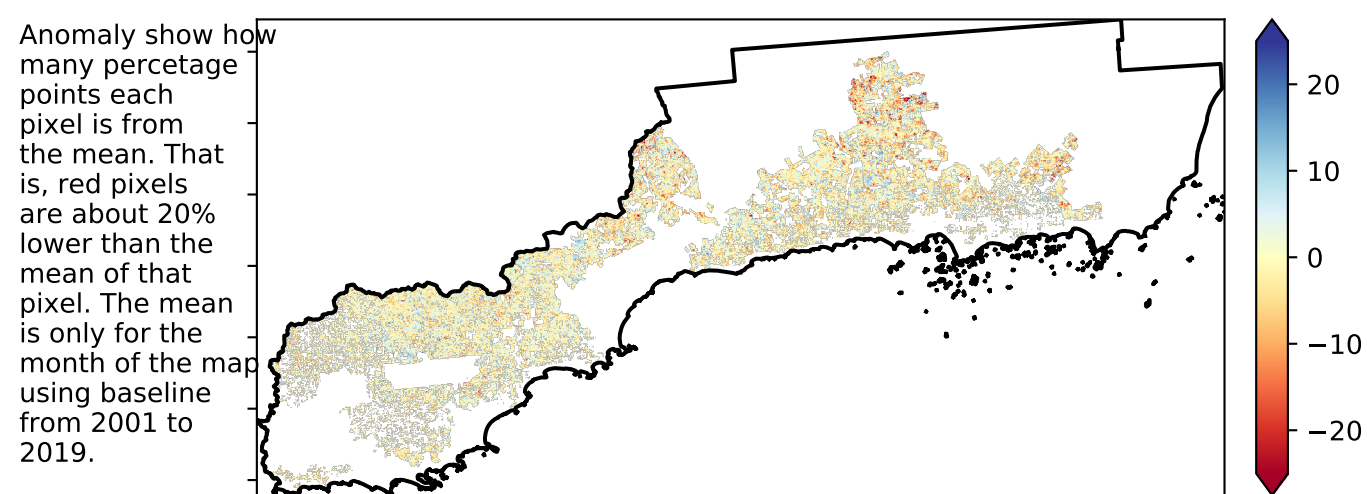 Anomaly show how
many percetage
points each
pixel is from
the mean. That
is, red pixels
are about 20%
lower than the
mean of that
pixel. The mean
is only for the
month of the map
using baseline
from 2001 to
2019.
20
10
0
−10
−20